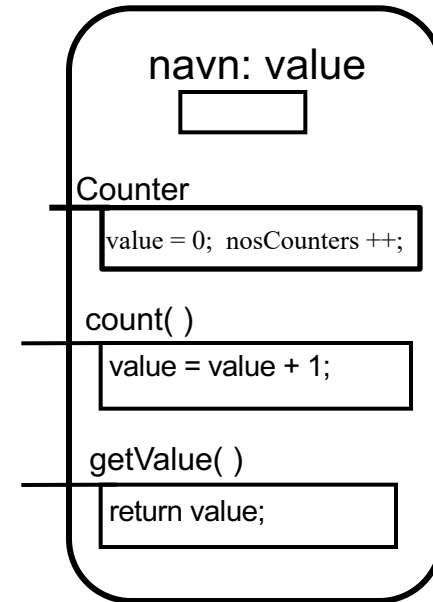 navn: value
Counter
value = 0;  nosCounters ++;
count( )
value = value + 1;
getValue( )
return value;